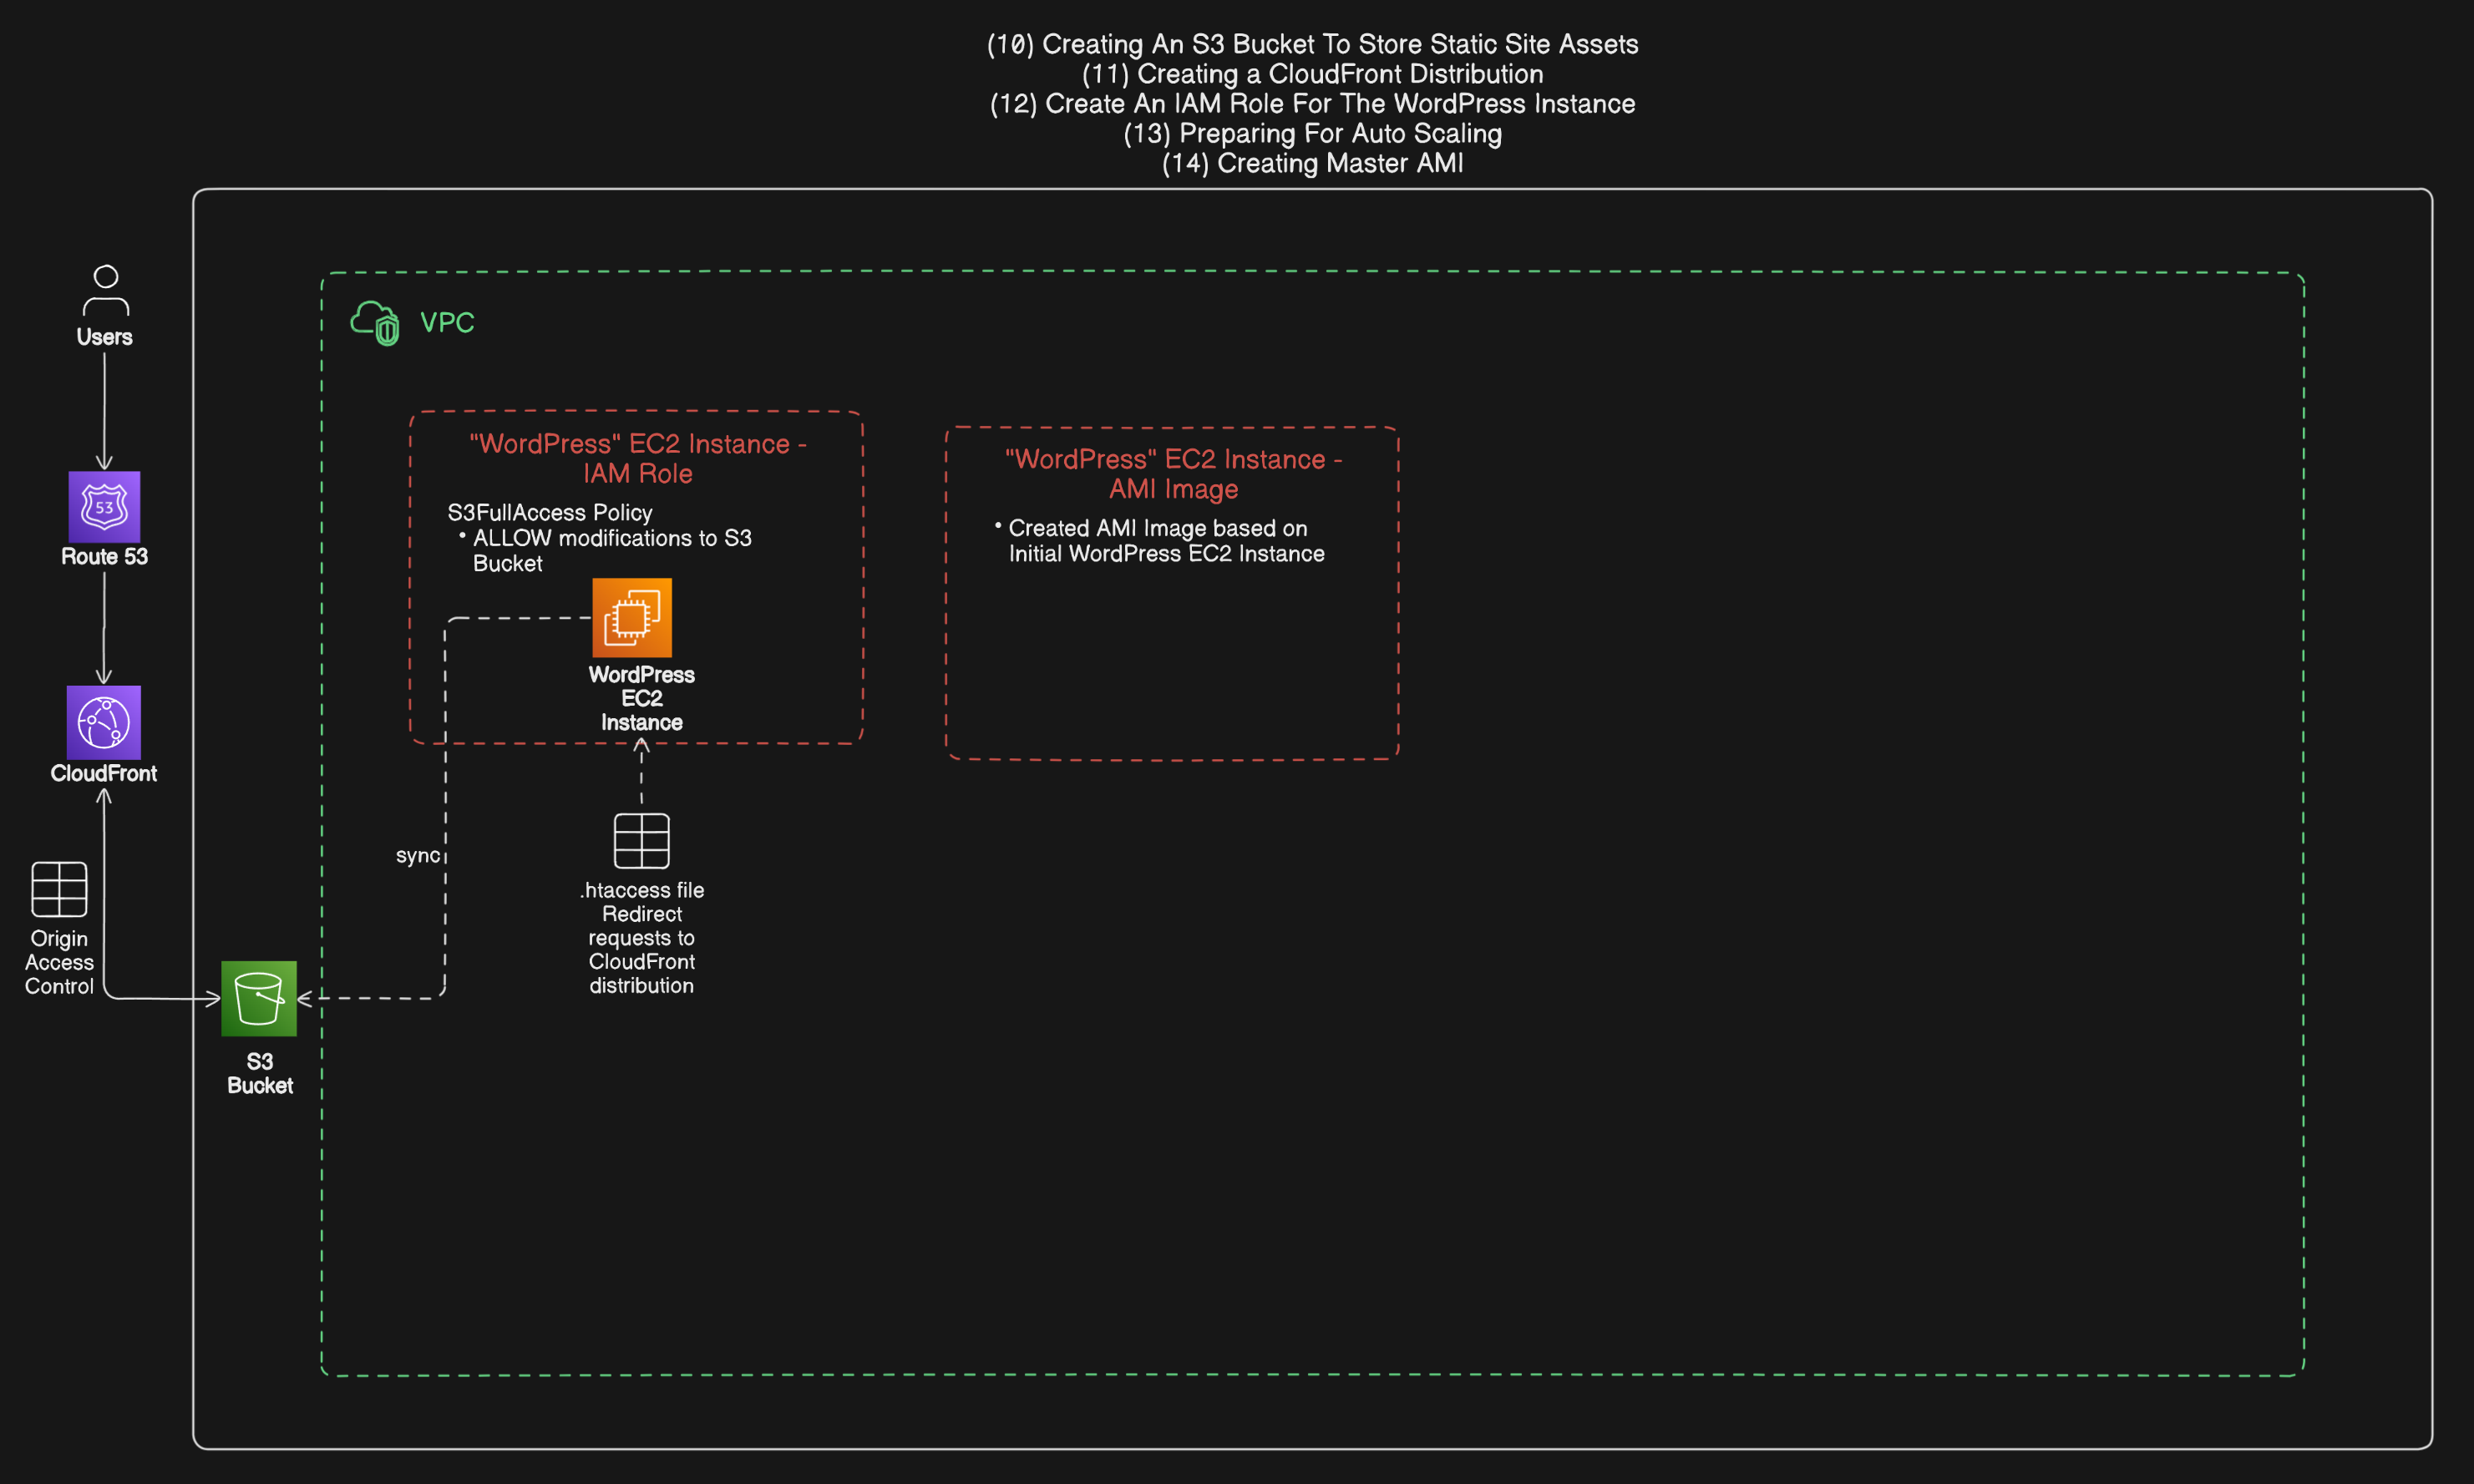 (10) Creating An S3 Bucket To Store Static Site Assets
(11) Creating a CloudFront Distribution
(12) Create An IAM Role For The WordPress Instance
(13) Preparing For Auto Scaling
(14) Creating Master AMI
Users
VPC
"WordPress" EC2 Instance -
IAM Role
S3FullAccess Policy
• ALLOW modifications to S3
Bucket
WordPress
EC2
Instance
"WordPress" EC2 Instance -
AMI Image
• Created AMI Image based on
Initial WordPress EC2 Instance
53
Route 53
CloudFront
sync
.htaccess file
Redirect
requests to
CloudFront
distribution
Origin
Access
Control
S3
Bucket